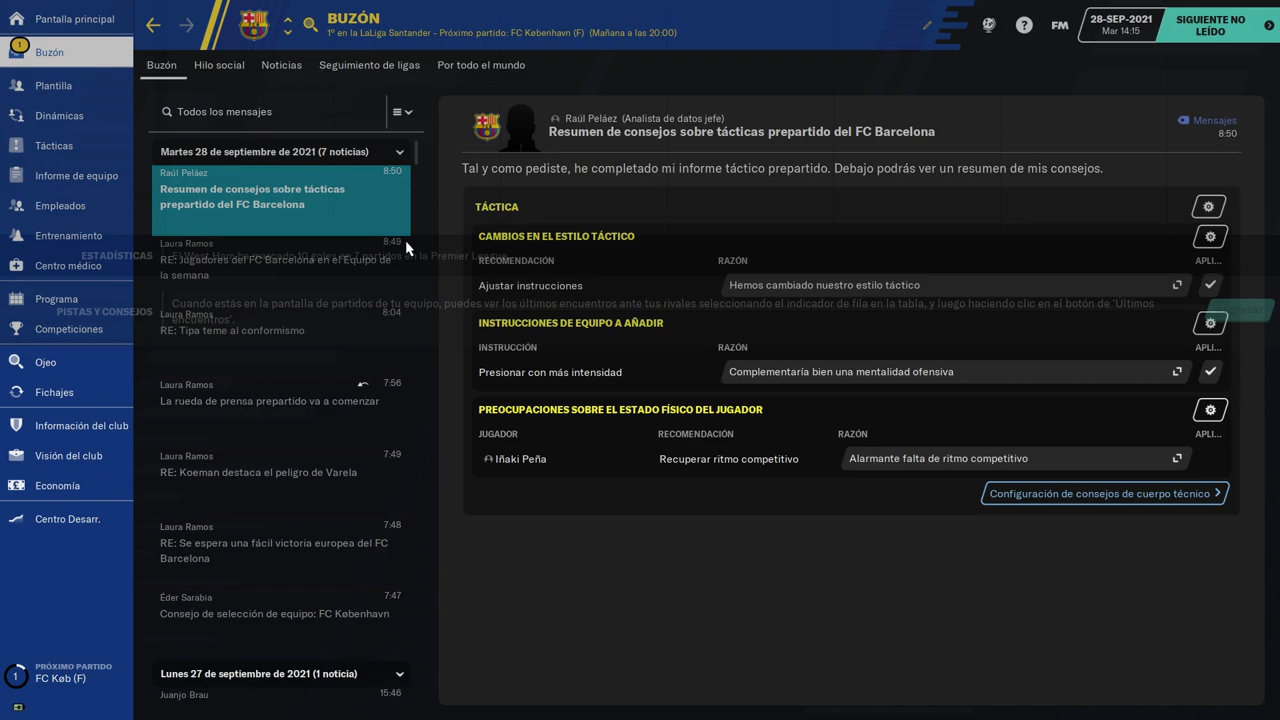 Pantalla principal
1
Buzón
Plantilla
Dinámicas
Tácticas
Informe de equipo
Empleados
Entrenamiento
Centro médico
Programa
Competiciones
Ojeo
Fichajes
Información del club
Visión del club
Economía
Centro Desarr.
1
PRÓXIMO PARTIDO
FC Køb (F)
BUZÓN
1º en la LaLiga Santander - Próximo partido: FC København (F) (Mañana a las 20:00)
FM
28-SEP-2021
Mar 14:15
SIGUIENTE NO
LEÍDO
Buzón
Hilo social
Noticias
Seguimiento de ligas
Por todo el mundo
Todos los mensajes
Martes 28 de septiembre de 2021 (7 noticias)
Raúl Peláez
8:50
Resumen de consejos sobre tácticas
prepartido del FC Barcelona
Laura Ramos
8:49
RE: Jugadores del FC Barcelona en el Equipo de
la semana
Laura Ramos
8:04
RE: Tipa teme al conformismo
Laura Ramos
7:56
La rueda de prensa prepartido va a comenzar
Laura Ramos
7:49
RE: Koeman destaca el peligro de Varela
Laura Ramos
7:48
RE: Se espera una fácil victoria europea del FC
Barcelona
Éder Sarabia
7:47
Consejo de selección de equipo: FC København
Lunes 27 de septiembre de 2021 (1 noticia)
Juanjo Brau
15:46
ESTADÍSTICAS
El West Ham ha marcado 10 goles en 7 partidos en la Premier League
PISTAS Y CONSEJOS
Cuando estás en la pantalla de partidos de tu equipo, puedes ver los últimos encuentros ante tus rivales seleccionando el indicador de fila en la tabla, y luego haciendo clic en el botón de 'Últimos
encuentros'.
Raúl Peláez (Analista de datos jefe)
Resumen de consejos sobre tácticas prepartido del FC Barcelona
Mensajes
8:50
Tal y como pediste, he completado mi informe táctico prepartido. Debajo podrás ver un resumen de mis consejos.
TÁCTICA
CAMBIOS EN EL ESTILO TÁCTICO
RECOMENDACIÓN
RAZÓN
APLI...
Ajustar instrucciones
Hemos cambiado nuestro estilo táctico
INSTRUCCIONES DE EQUIPO A AÑADIR
INSTRUCCIÓN
RAZÓN
APLI...
Presionar con más intensidad
Complementaría bien una mentalidad ofensiva
PREOCUPACIONES SOBRE EL ESTADO FÍSICO DEL JUGADOR
JUGADOR
RECOMENDACIÓN
RAZÓN
APLI...
Iñaki Peña
Recuperar ritmo competitivo
Alarmante falta de ritmo competitivo
Configuración de consejos de cuerpo técnico